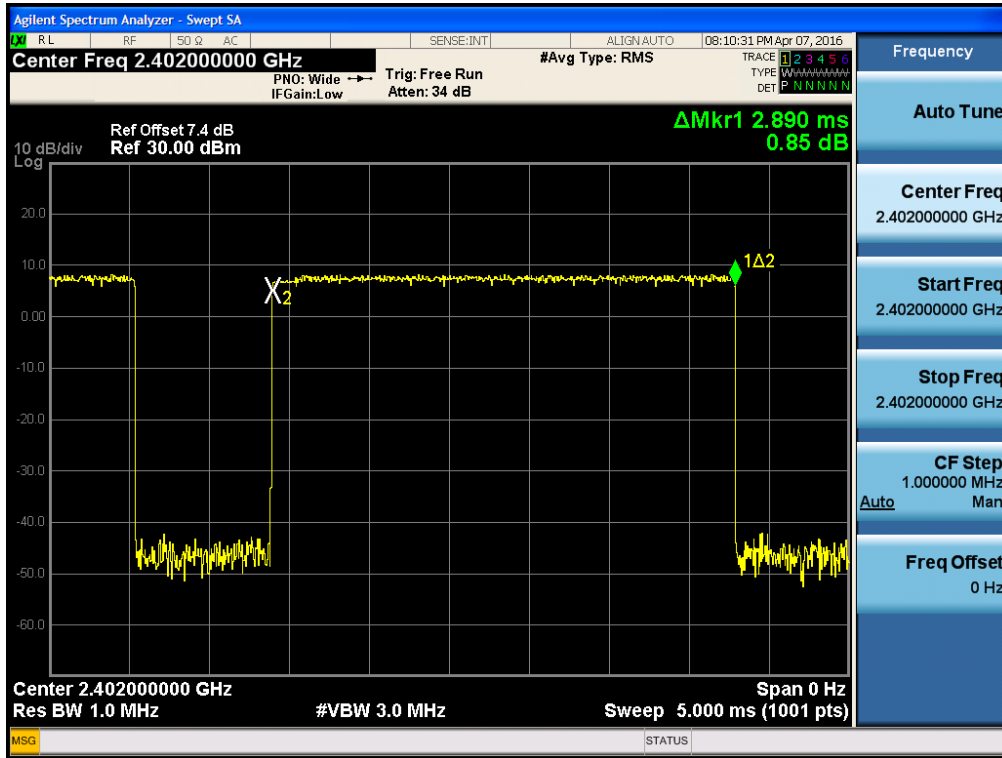 Agilent Spectrum Analyzer - Swept SA
LXI RL RF 50 Ω AC SENSE:INT ALIGN AUTO 08:10:31 PM Apr 07, 2016
Center Freq 2.402000000 GHz
#Avg Type: RMS
TRACE 1 2 3 4 5 6
TYPE WWWWWW
DET P N N N N N
PNO: Wide
IFGain:Low
Trig: Free Run
Atten: 34 dB
ΔMkr1 2.890 ms
0.85 dB
Ref Offset 7.4 dB
10 dB/div Ref 30.00 dBm
Log
20.0
10.0
0.00
-10.0
-20.0
-30.0
-40.0
-50.0
-60.0
X2
1Δ2
Center 2.402000000 GHz Span 0 Hz
Res BW 1.0 MHz #VBW 3.0 MHz Sweep 5.000 ms (1001 pts)
MSG STATUS
Frequency
Auto Tune
Center Freq
2.402000000 GHz
Start Freq
2.402000000 GHz
Stop Freq
2.402000000 GHz
CF Step
1.000000 MHz
Auto Man
Freq Offset
0 Hz